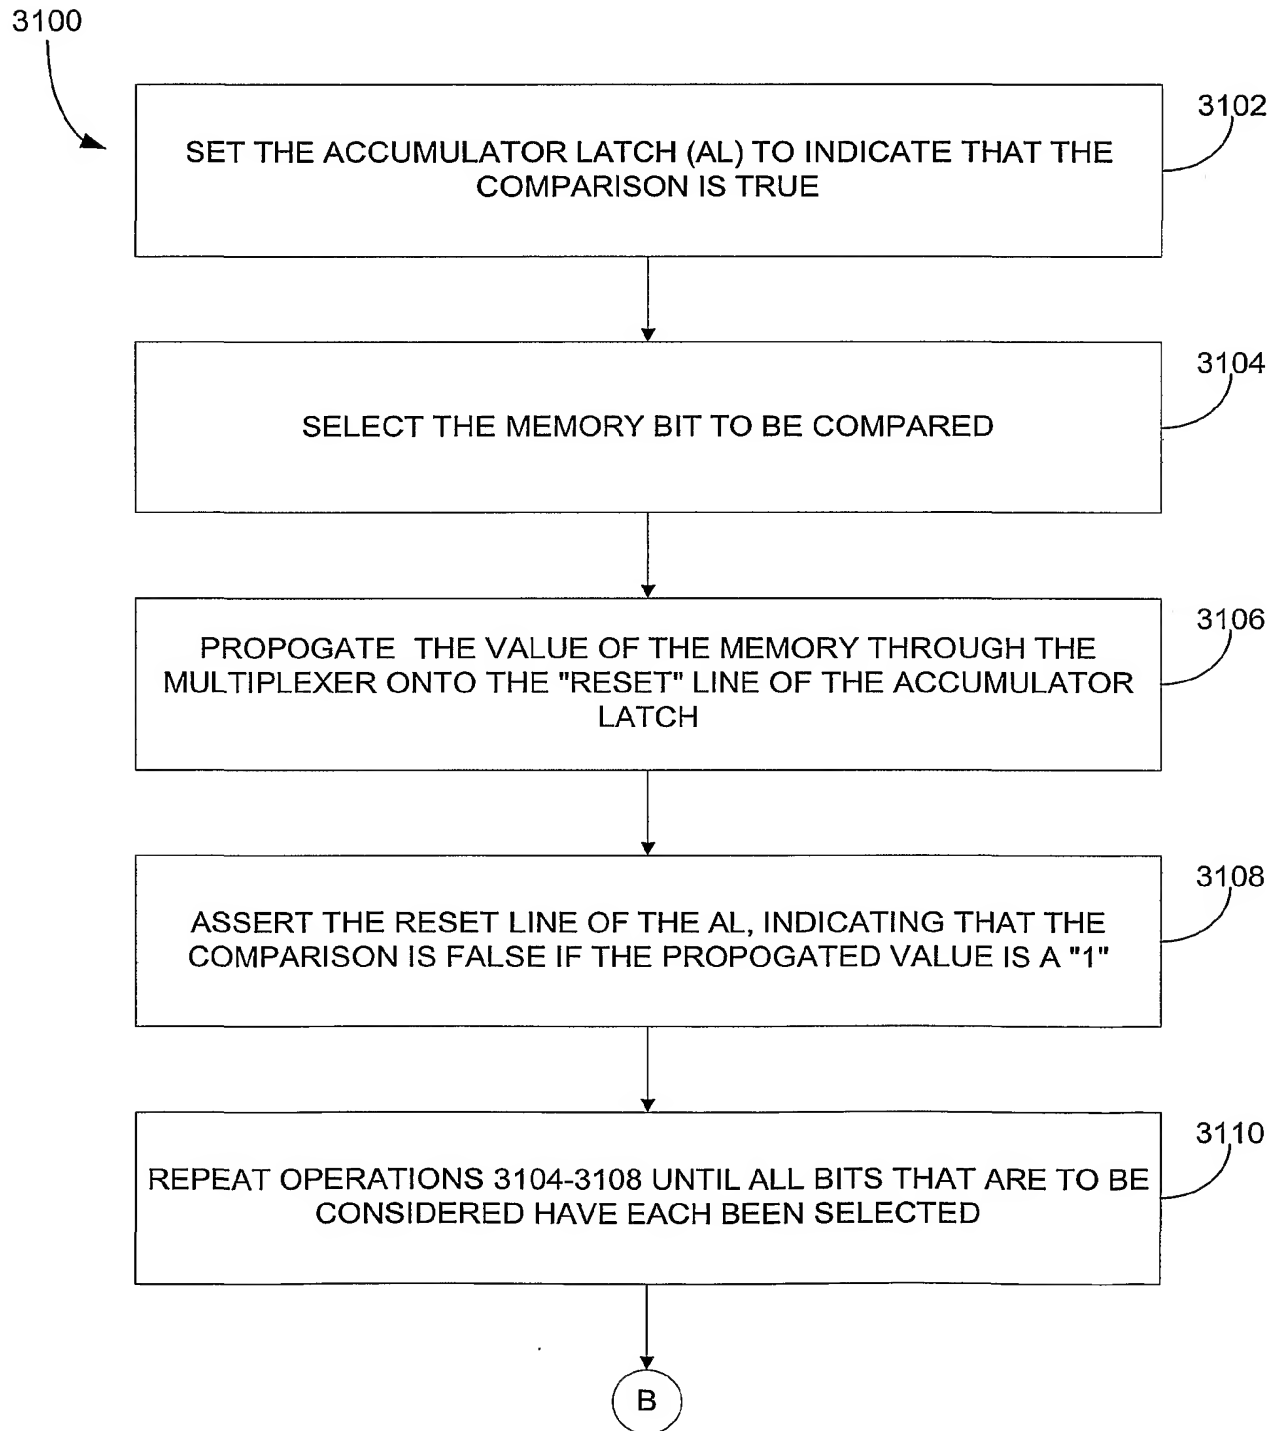 3100
3102
SET THE ACCUMULATOR LATCH (AL) TO INDICATE THAT THE
COMPARISON IS TRUE
3104
SELECT THE MEMORY BIT TO BE COMPARED
3106
PROPOGATE THE VALUE OF THE MEMORY THROUGH THE
MULTIPLEXER ONTO THE "RESET" LINE OF THE ACCUMULATOR
LATCH
3108
ASSERT THE RESET LINE OF THE AL, INDICATING THAT THE
COMPARISON IS FALSE IF THE PROPOGATED VALUE IS A "1"
3110
REPEAT OPERATIONS 3104-3108 UNTIL ALL BITS THAT ARE TO BE
CONSIDERED HAVE EACH BEEN SELECTED
B